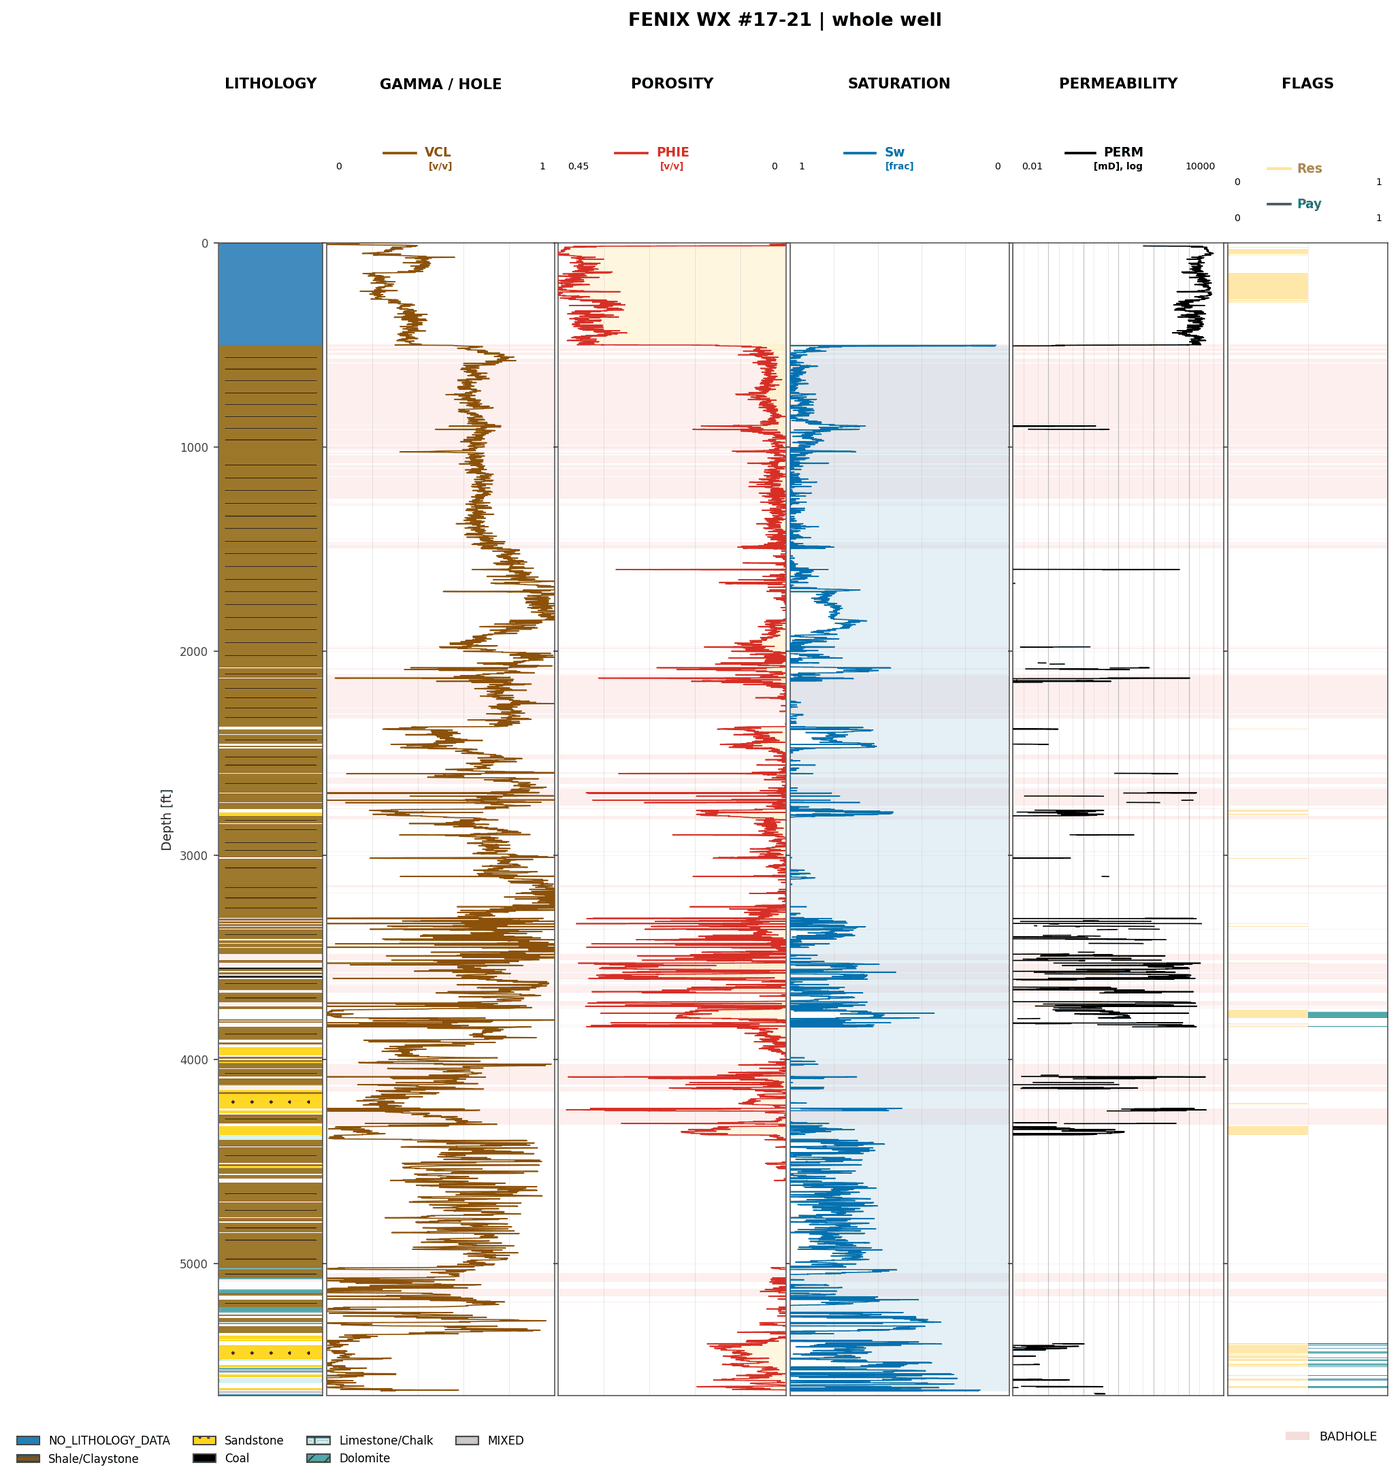 FENIX WX #17-21 | whole well
LITHOLOGY GAMMA / HOLE POROSITY SATURATION PERMEABILITY FLAGS
0 VCL 1
[v/v]
0.45 PHIE 0
[v/v]
1 Sw 0
[frac]
0.01 PERM 10000
[mD], log
Res
0 1
Pay
0 1
0
1000
2000
3000
4000
5000
Depth [ft]
NO_LITHOLOGY_DATA Sandstone Limestone/Chalk MIXED
Shale/Claystone Coal Dolomite
BADHOLE